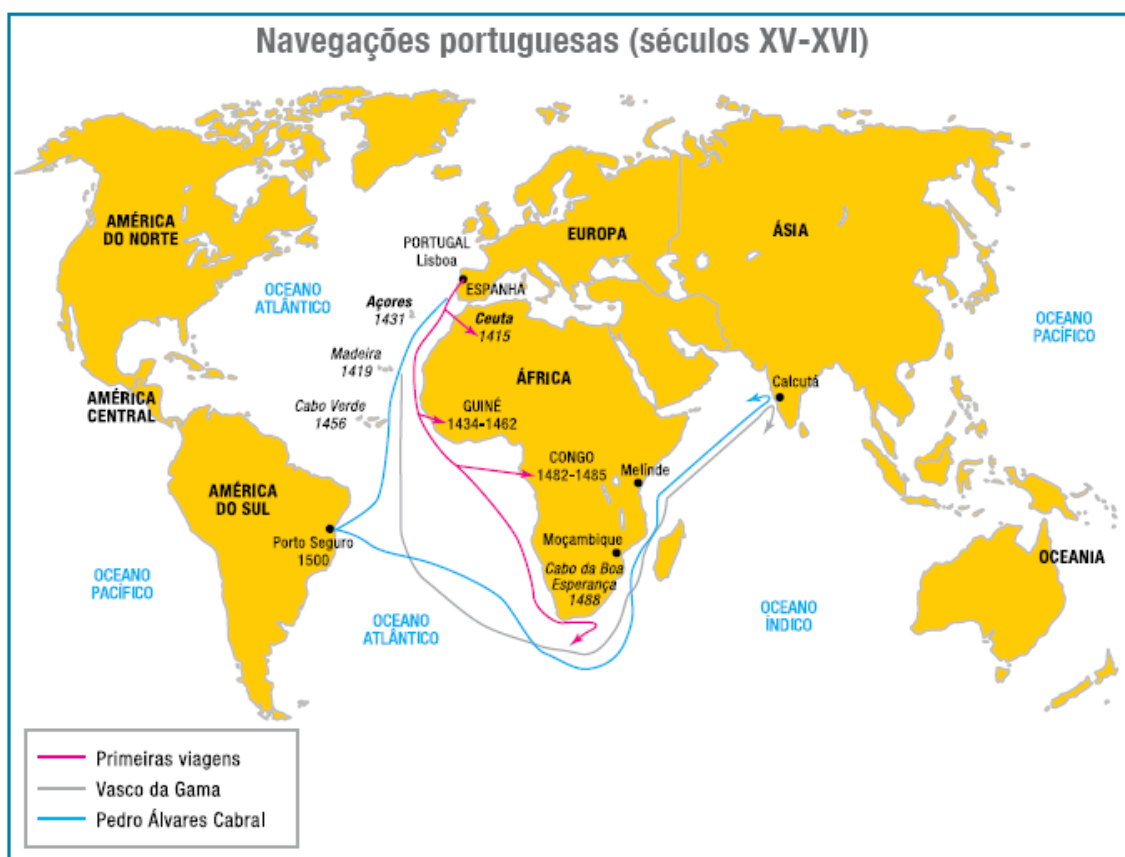 Navegações portuguesas (séculos XV-XVI)
AMÉRICA
DO NORTE
OCEANO
ATLÂNTICO
PORTUGAL
Lisboa
ESPANHA
EUROPA
ÁSIA
OCEANO
PACÍFICO
Açores
1431
Ceuta
1415
Madeira
1419
ÁFRICA
AMÉRICA
CENTRAL
Cabo Verde
1456
GUINÉ
1434-1462
Calcutá
CONGO
1482-1485
Melinde
AMÉRICA
DO SUL
Porto Seguro
1500
Moçambique
Cabo da Boa
Esperança
1488
OCEANIA
OCEANO
PACÍFICO
OCEANO
ATLÂNTICO
OCEANO
ÍNDICO
Primeiras viagens
Vasco da Gama
Pedro Álvares Cabral